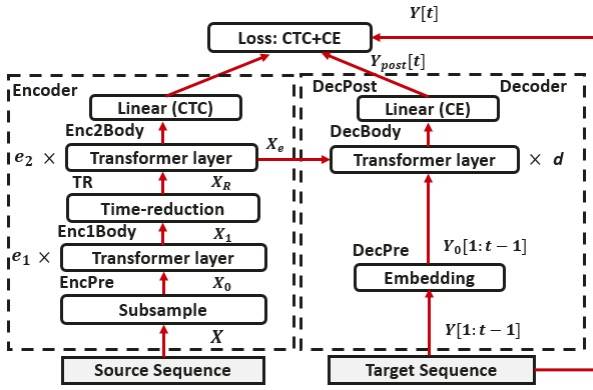 Y[t]
Loss: CTC+CE
Y_post[t]
Encoder
DecPost
Decoder
Linear (CTC)
Linear (CE)
Enc2Body
X_e
DecBody
e_2 ×
Transformer layer
Transformer layer
× d
TR
X_R
Time-reduction
Enc1Body
X_1
e_1 ×
Transformer layer
DecPre
Y_0[1:t−1]
EncPre
X_0
Embedding
Subsample
X
Y[1:t−1]
Source Sequence
Target Sequence